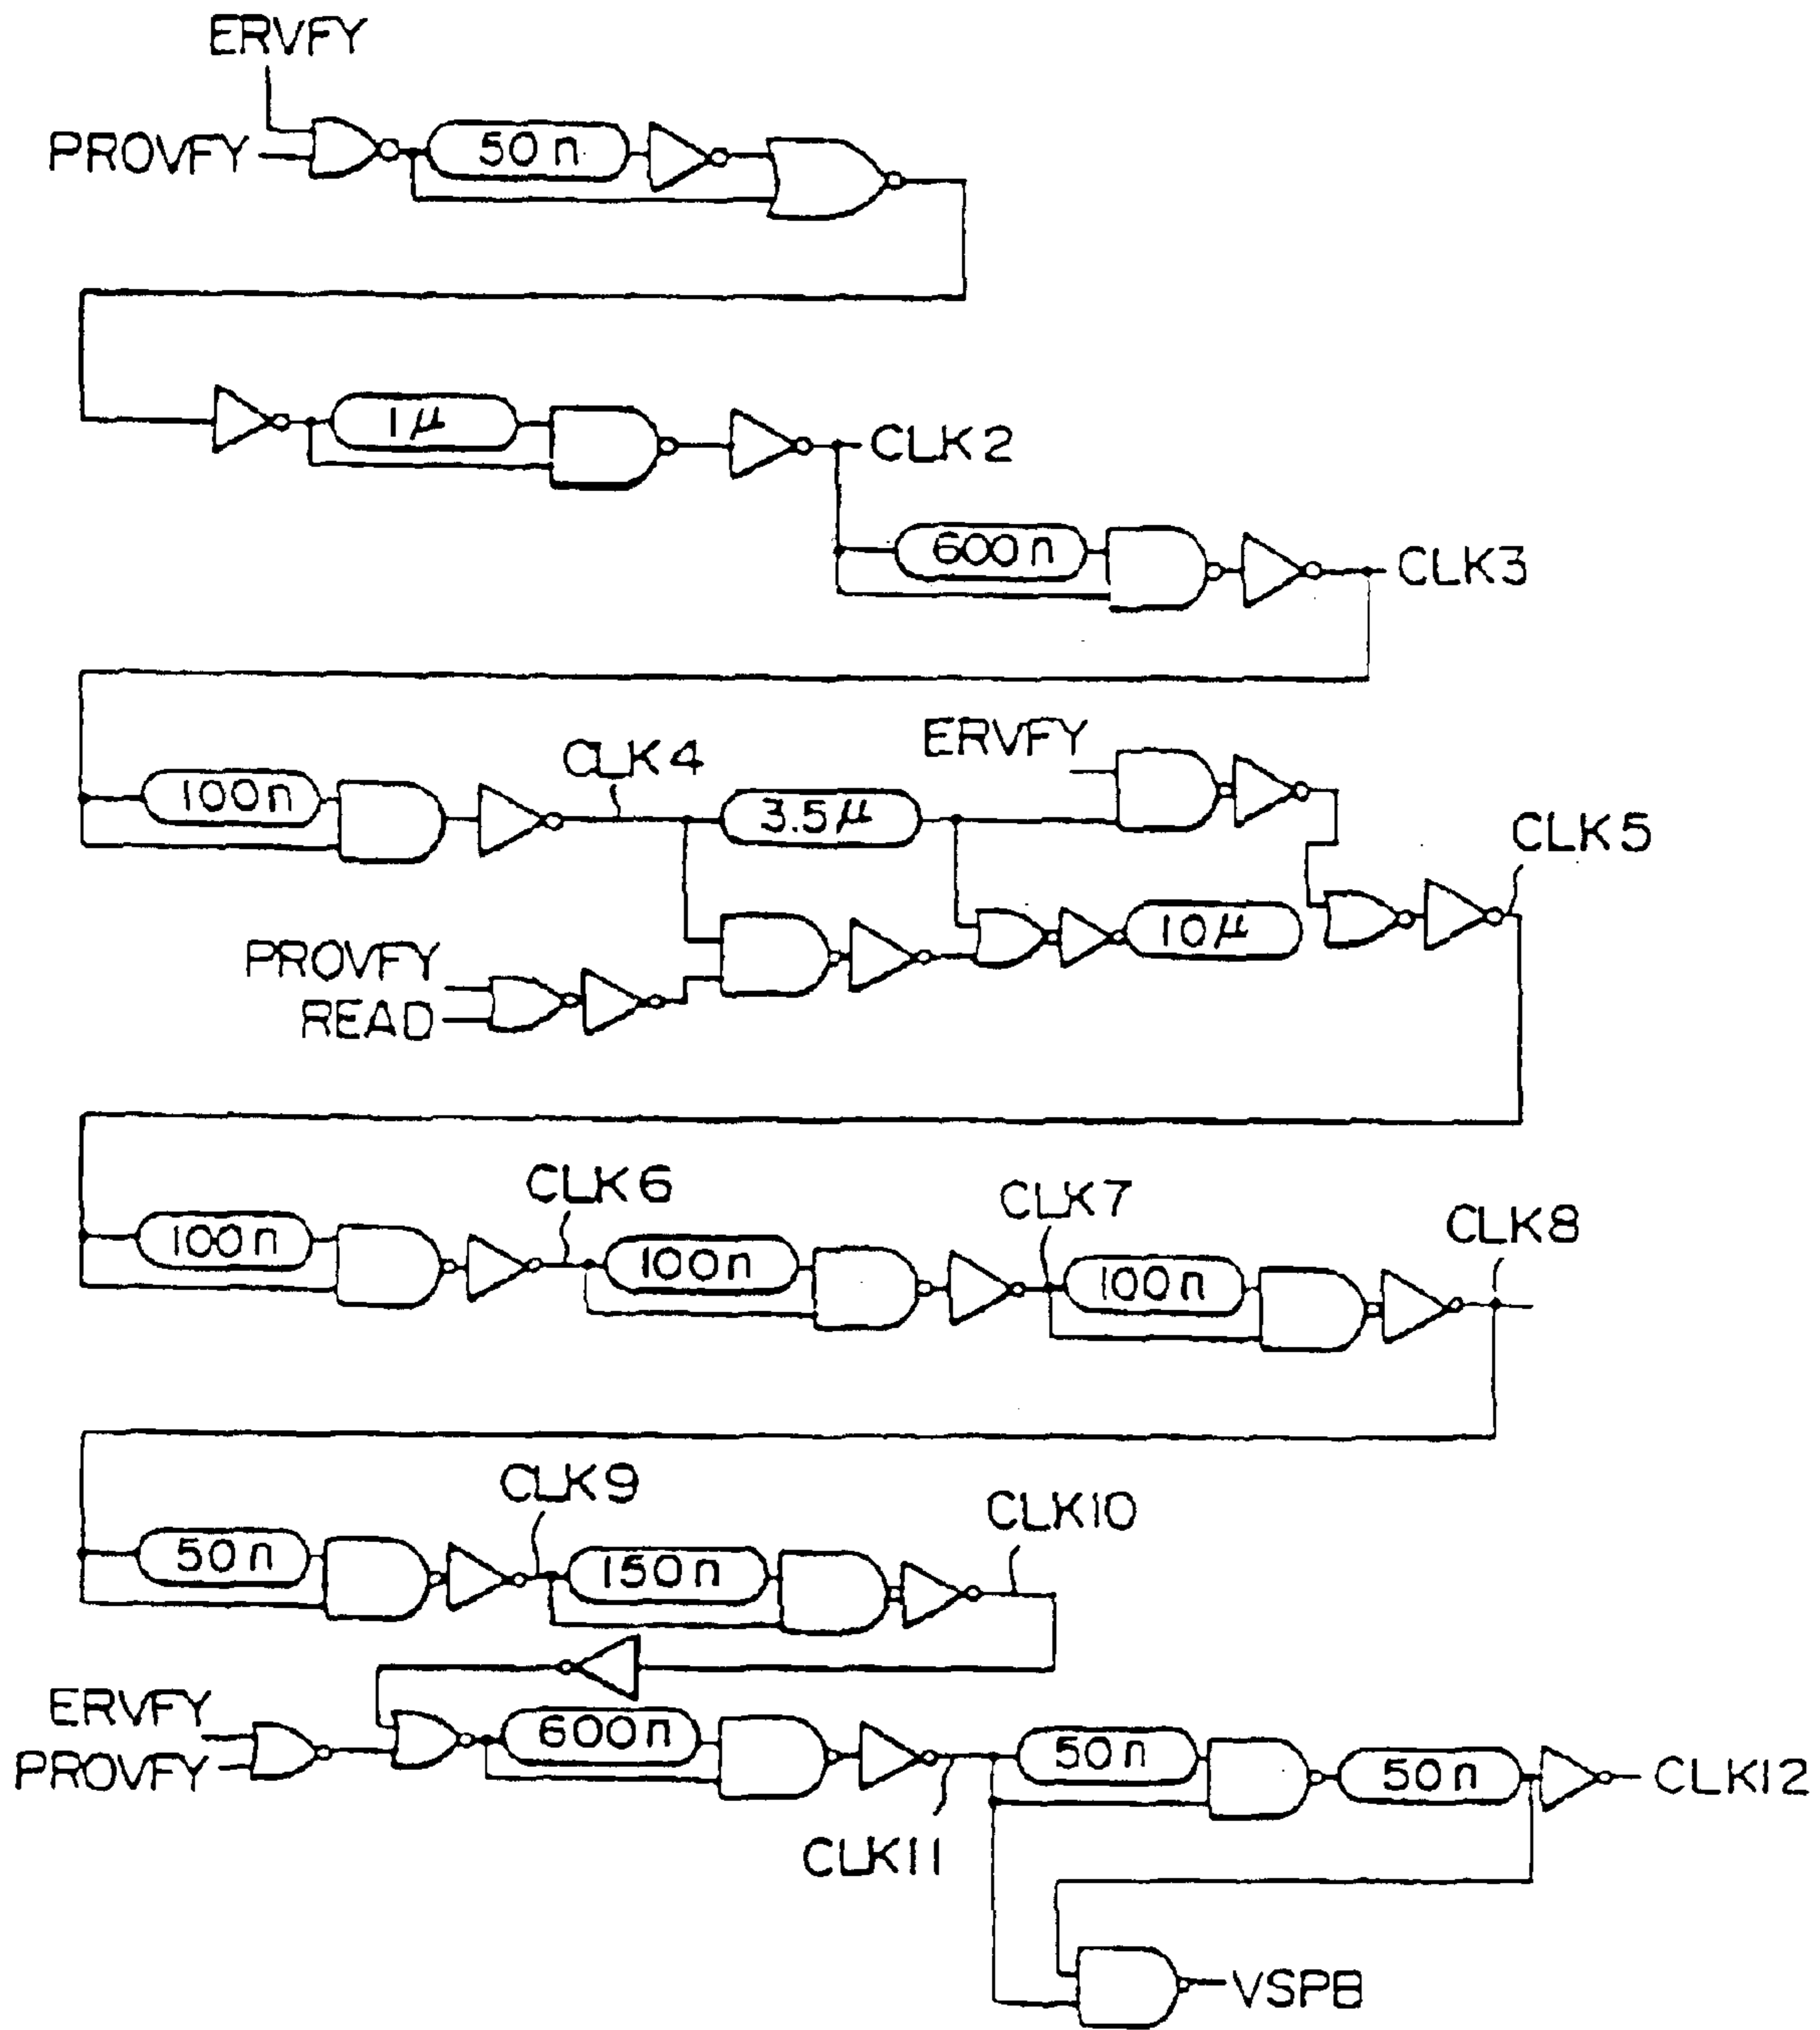 ERVFY
PROVFY
50n
1μ
CLK2
600n
CLK3
ERVFY
CLK4
100n
3.5μ
CLK5
10μ
PROVFY
READ
CLK6
CLK7
CLK8
100n
100n
100n
CLK9
CLK10
50n
150n
ERVFY
PROVFY
600n
50n
50n
CLK12
CLK11
VSPB